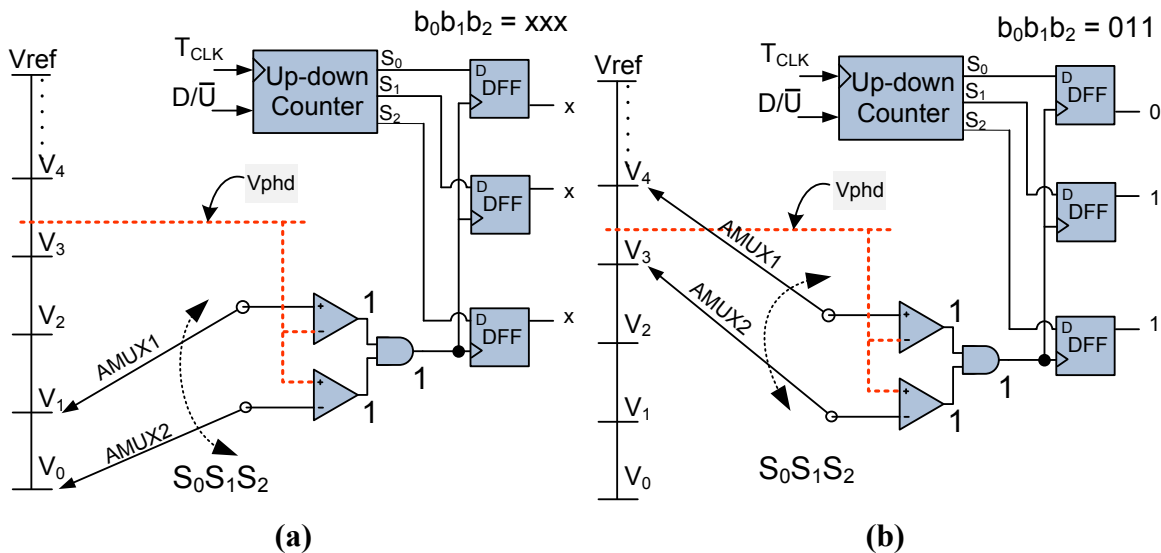 b0b1b2 = xxx
Vref
TCLK
D/U̅
Up-down
Counter
S0
S1
S2
D
DFF
x
D
DFF
x
D
DFF
x
V4
Vphd
V3
V2
V1
V0
AMUX1
AMUX2
+
-
1
+
-
1
1
S0S1S2
(a)
b0b1b2 = 011
Vref
TCLK
D/U̅
Up-down
Counter
S0
S1
S2
D
DFF
0
D
DFF
1
D
DFF
1
V4
Vphd
V3
V2
V1
V0
AMUX1
AMUX2
+
-
1
+
-
1
1
S0S1S2
(b)